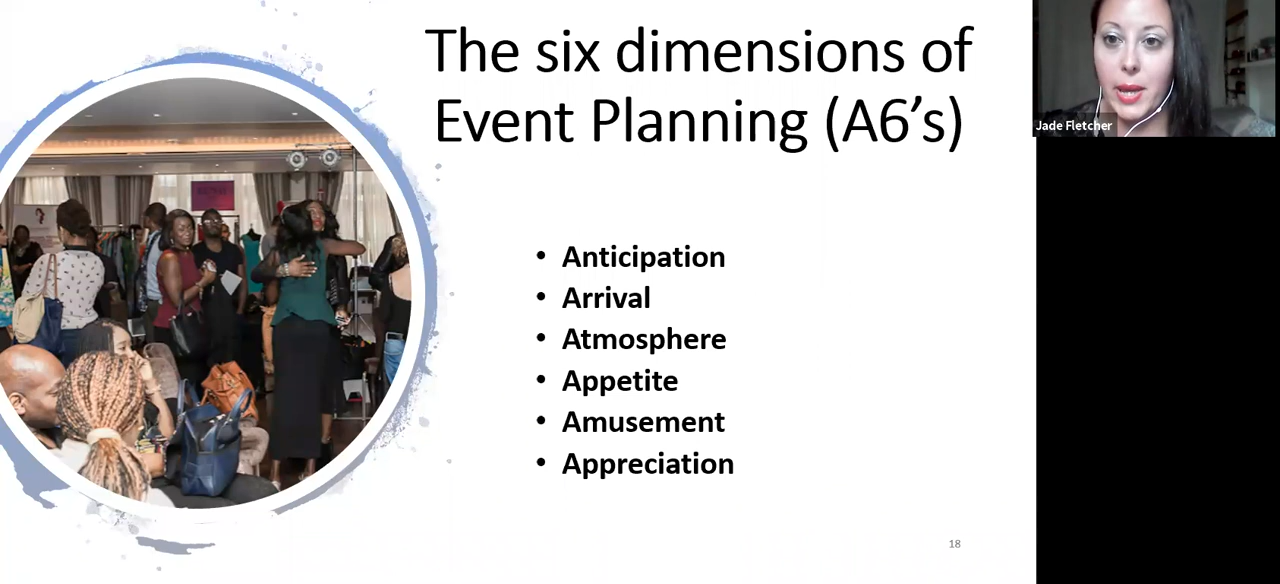 The six dimensions of
Event Planning (A6’s)
• Anticipation
• Arrival
• Atmosphere
• Appetite
• Amusement
• Appreciation
18
Jade Fletcher